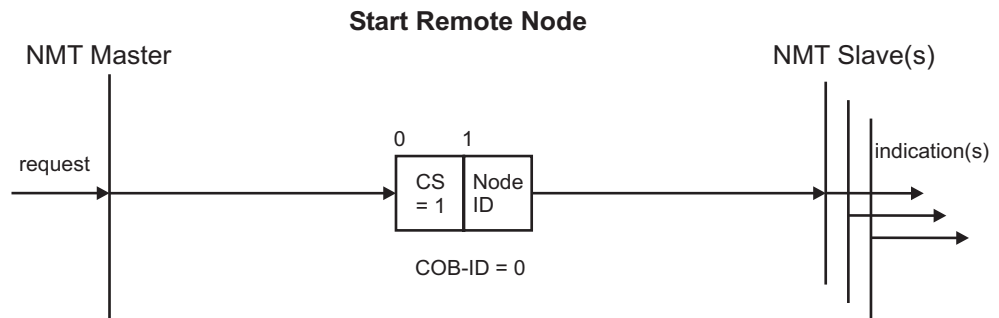 Start Remote Node
NMT Master
NMT Slave(s)
0 1
request
indication(s)
CS
= 1
Node
ID
COB-ID = 0